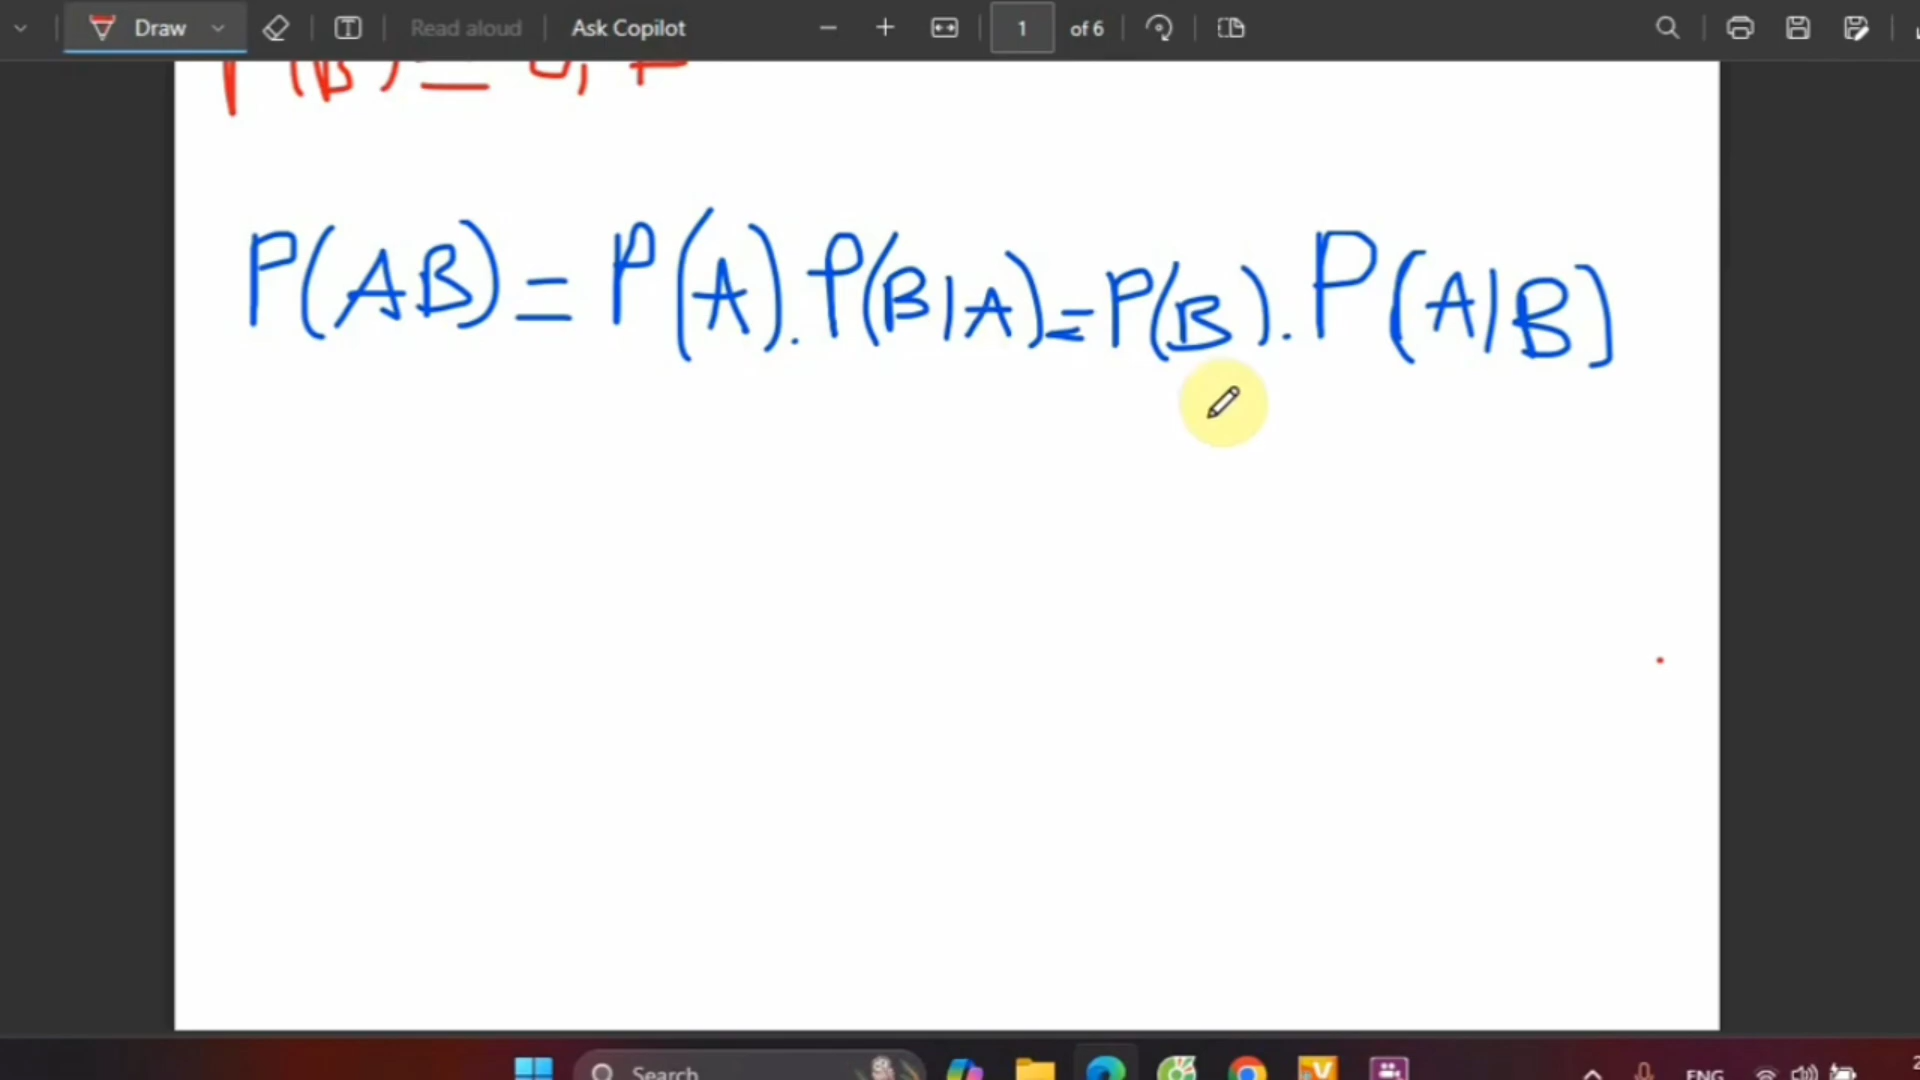 Draw Read aloud Ask Copilot 1 of 6
P(B) =
P(AB) = P(A). P(B|A) = P(B). P(A|B)
Search ENG